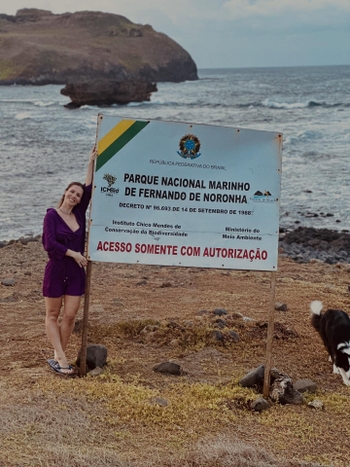 REPÚBLICA FEDERATIVA DO BRASIL
PARQUE NACIONAL MARINHO
DE FERNANDO DE NORONHA
ICMBio
DECRETO Nº 96.693 DE 14 DE SETEMBRO DE 1988
Instituto Chico Mendes de
Conservação da Biodiversidade
Ministério do
Meio Ambiente
ACESSO SOMENTE COM AUTORIZAÇÃO